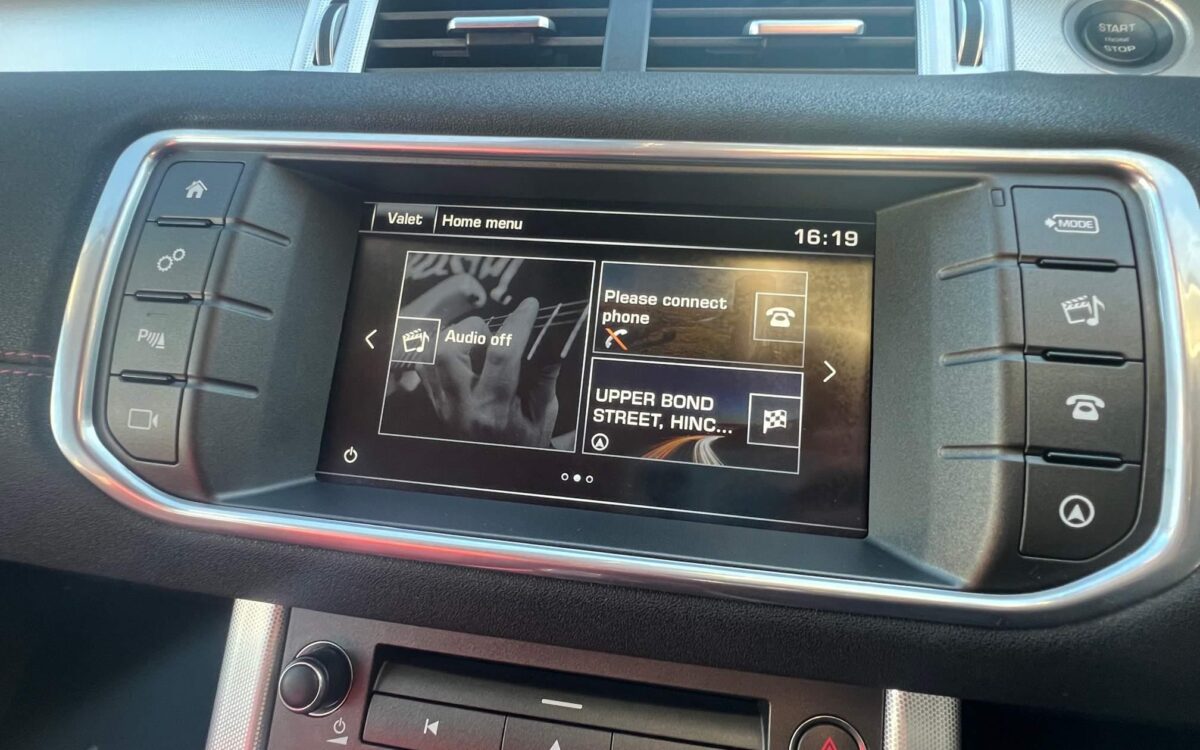 START
STOP
Valet
Home menu
16:19
MODE
Please connect
phone
Audio off
UPPER BOND
STREET, HINC...
P